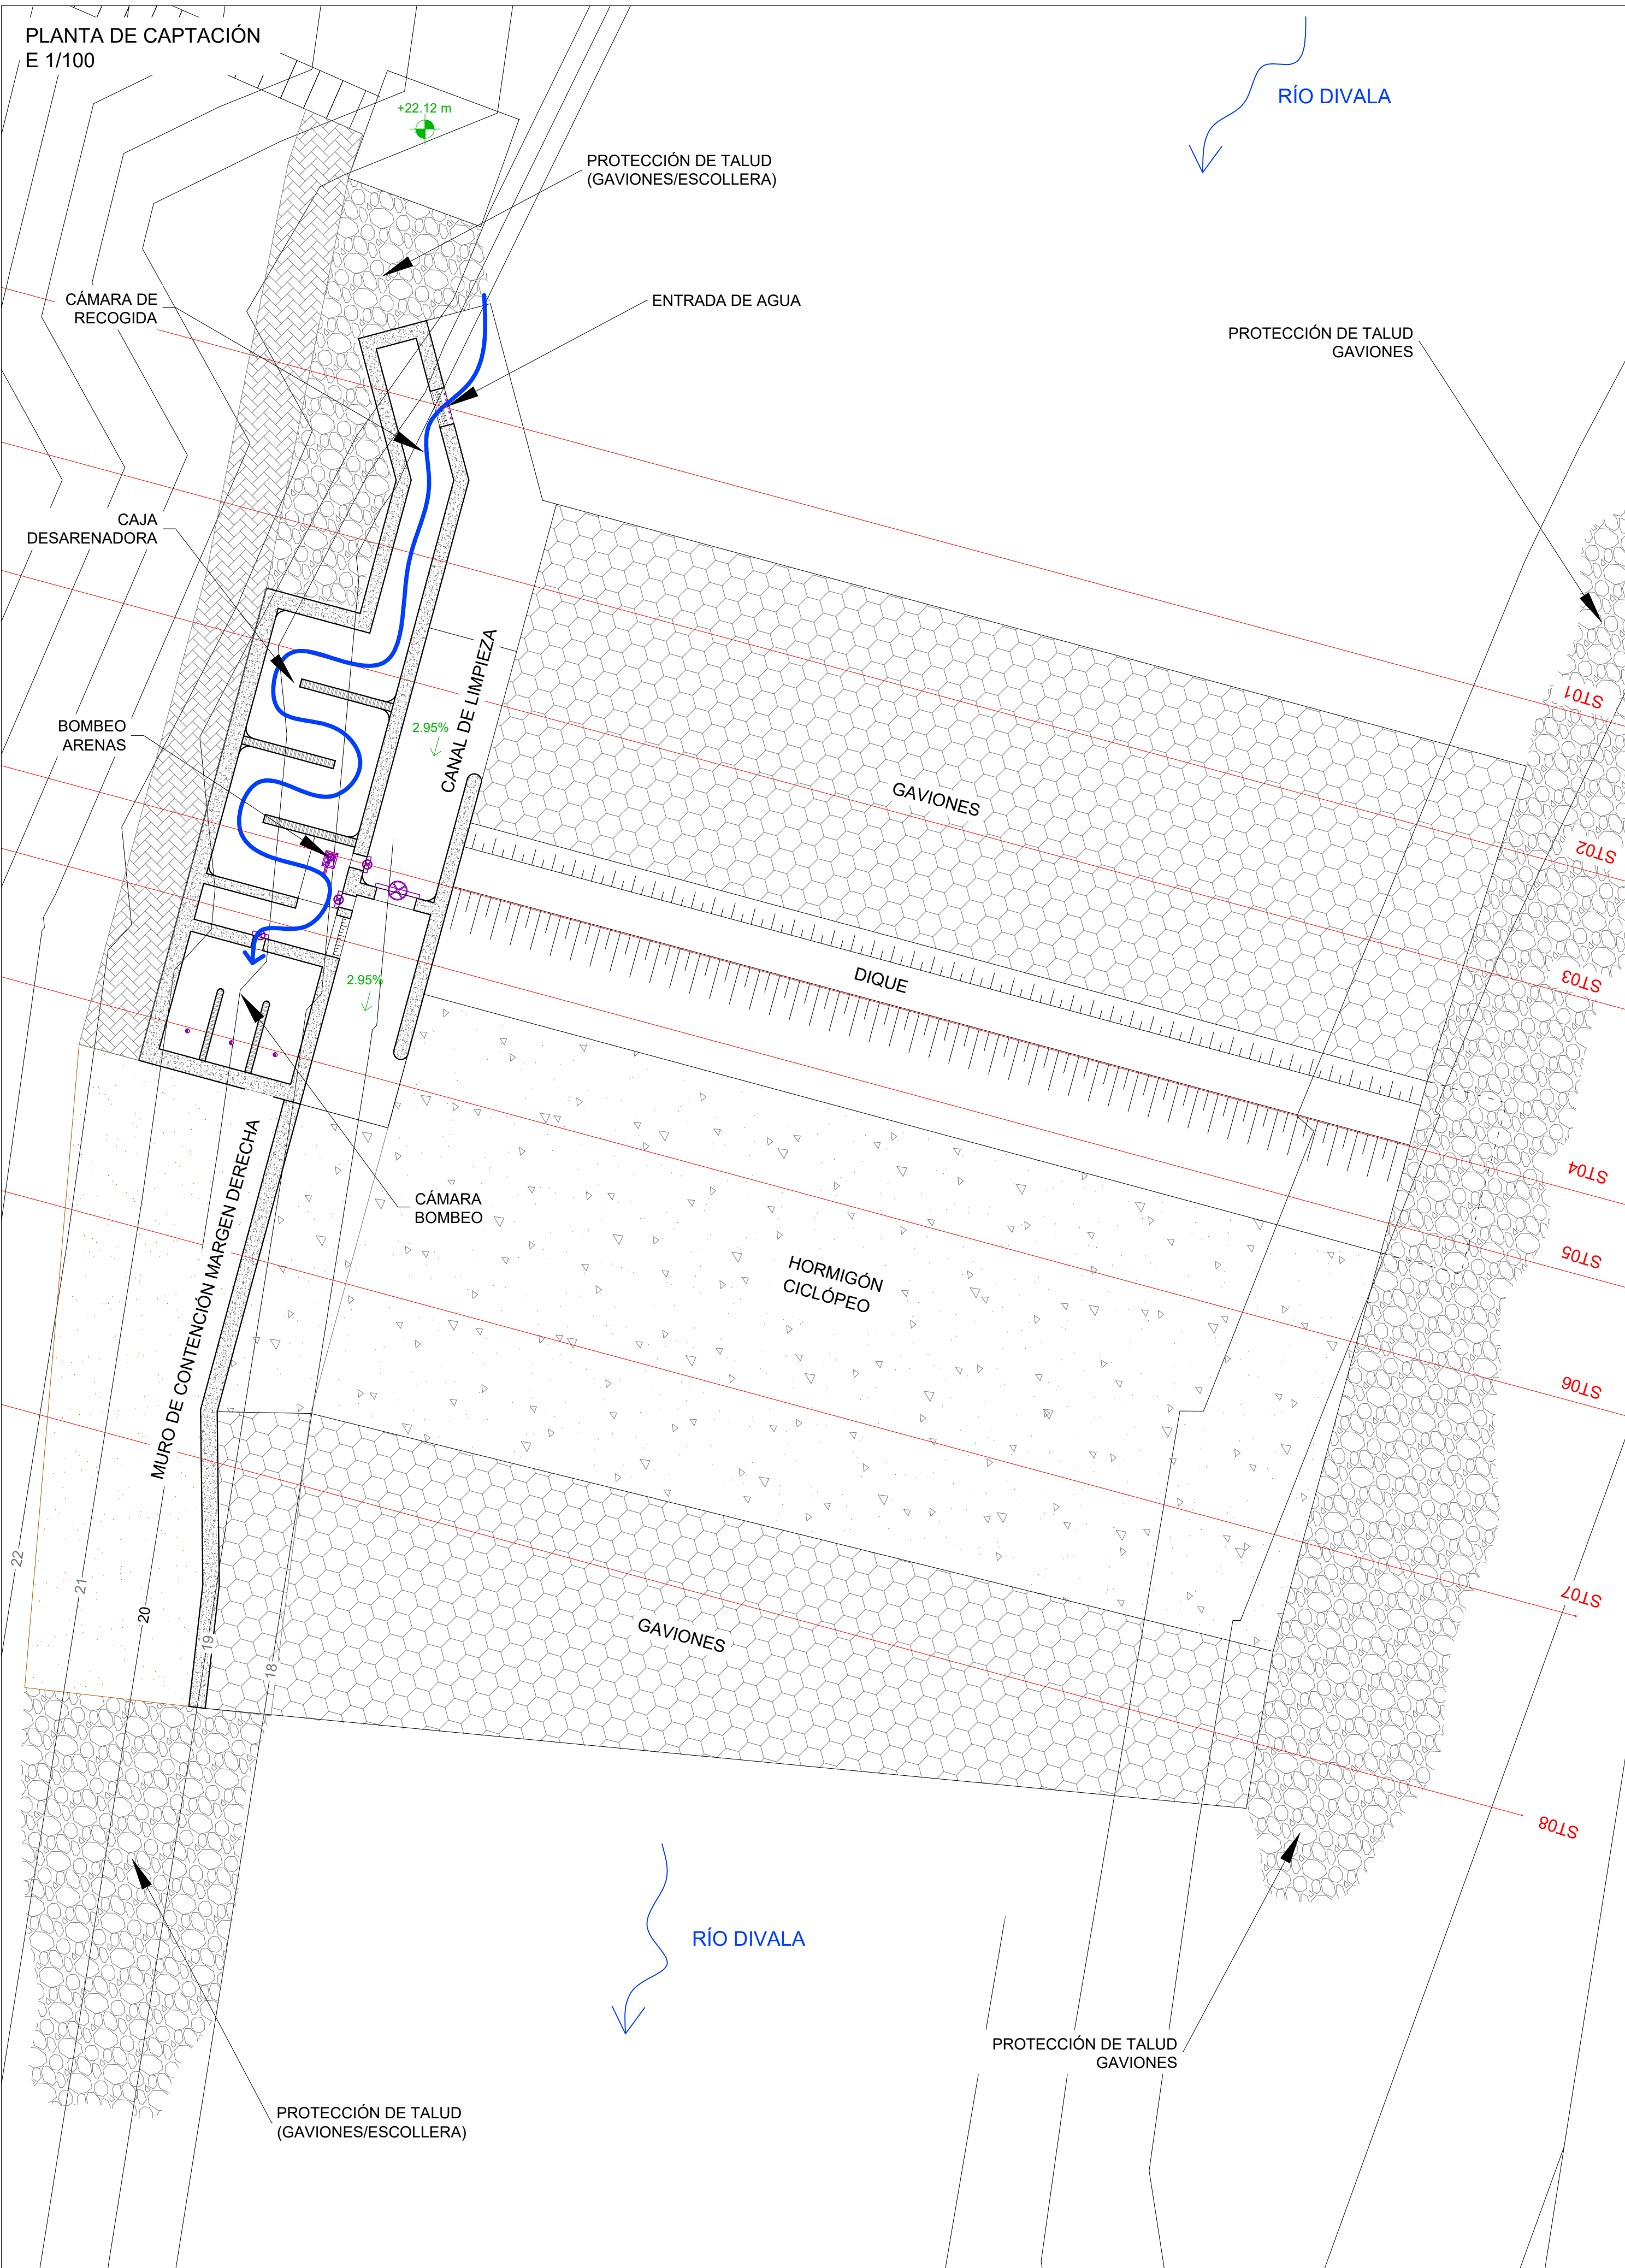 PLANTA DE CAPTACIÓN
E 1/100
+22.12 m
RÍO DIVALA
PROTECCIÓN DE TALUD
(GAVIONES/ESCOLLERA)
CÁMARA DE
RECOGIDA
ENTRADA DE AGUA
PROTECCIÓN DE TALUD
GAVIONES
CAJA
DESARENADORA
CANAL DE LIMPIEZA
ST01
BOMBEO
ARENAS
2.95%
GAVIONES
ST02
2.95%
DIQUE
ST03
ST04
MURO DE CONTENCIÓN MARGEN DERECHA
CÁMARA
BOMBEO
ST05
HORMIGÓN
CICLÓPEO
ST06
22
21
20
19
18
GAVIONES
ST07
ST08
RÍO DIVALA
PROTECCIÓN DE TALUD
GAVIONES
PROTECCIÓN DE TALUD
(GAVIONES/ESCOLLERA)